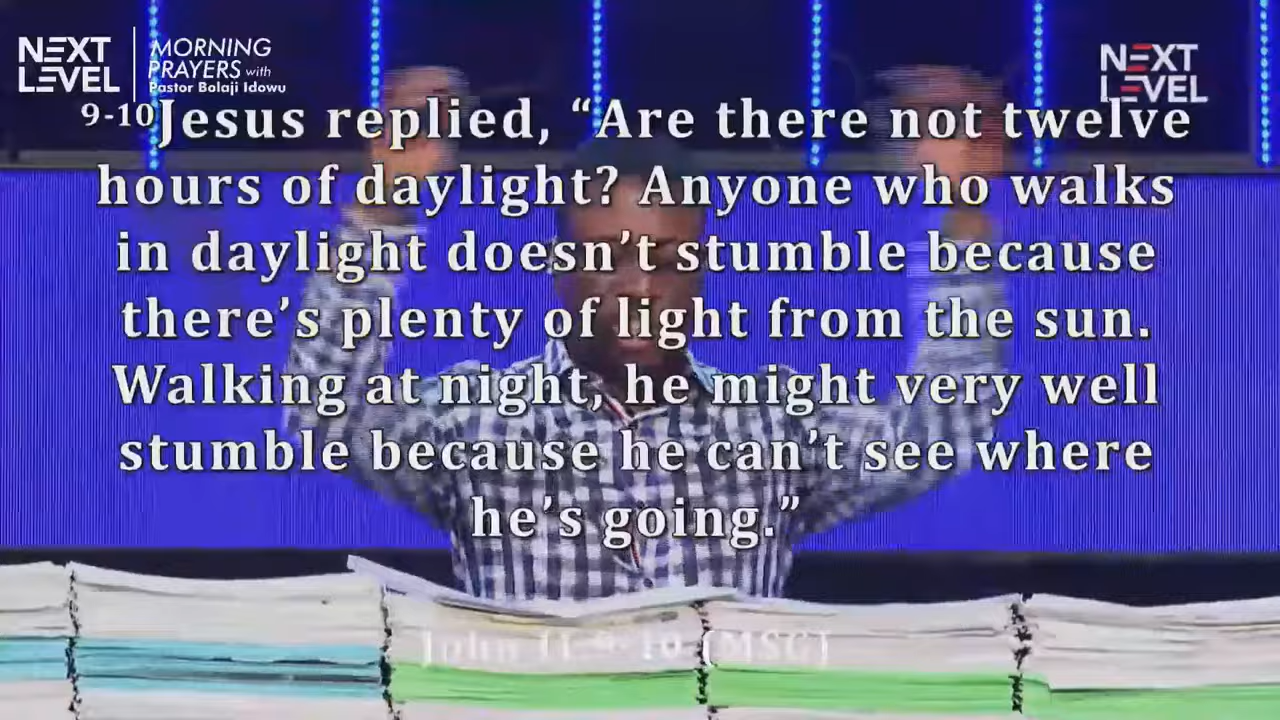 NEXT LEVEL
MORNING
PRAYERS with
Pastor Bolaji Idowu
NEXT
LEVEL
9-10Jesus replied, “Are there not twelve
hours of daylight? Anyone who walks
in daylight doesn’t stumble because
there’s plenty of light from the sun.
Walking at night, he might very well
stumble because he can’t see where
he’s going.”
John 11:9-10 (MSG)